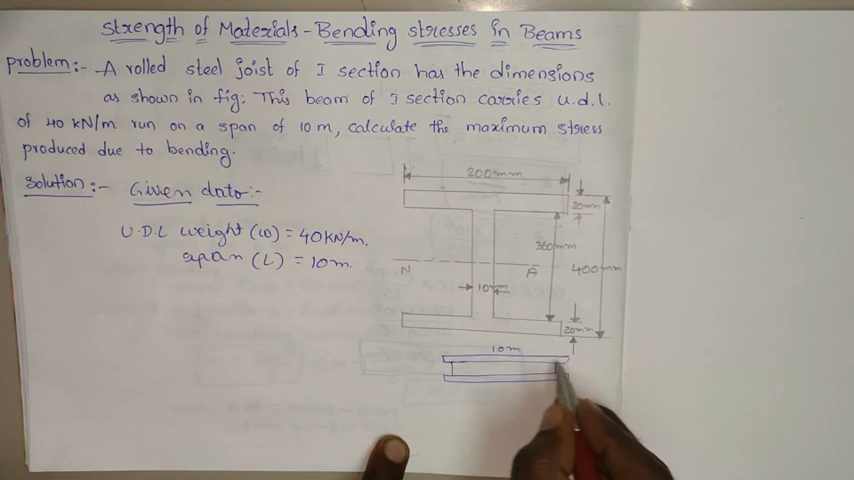 Strength of Materials - Bending stresses in Beams
problem:- A rolled steel joist of I section has the dimensions
as shown in fig; This beam of I section carries u.d.l.
of 40 kN/m run on a span of 10 m, calculate the maximum stress
produced due to bending.
Solution:- Given data:-
U.D.L weight (w) = 40KN/m.
span (L) = 10m.
200mm
20mm
360mm
N A 400mm
10mm
20mm
10m